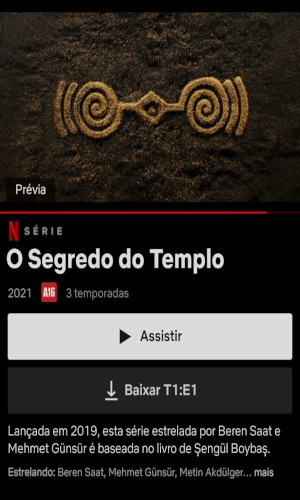 Prévia
N SÉRIE
O Segredo do Templo
2021 A16 3 temporadas
Assistir
Baixar T1:E1
Lançada em 2019, esta série estrelada por Beren Saat e
Mehmet Günsür é baseada no livro de Şengül Boybaş.
Estrelando: Beren Saat, Mehmet Günsür, Metin Akdülger... mais